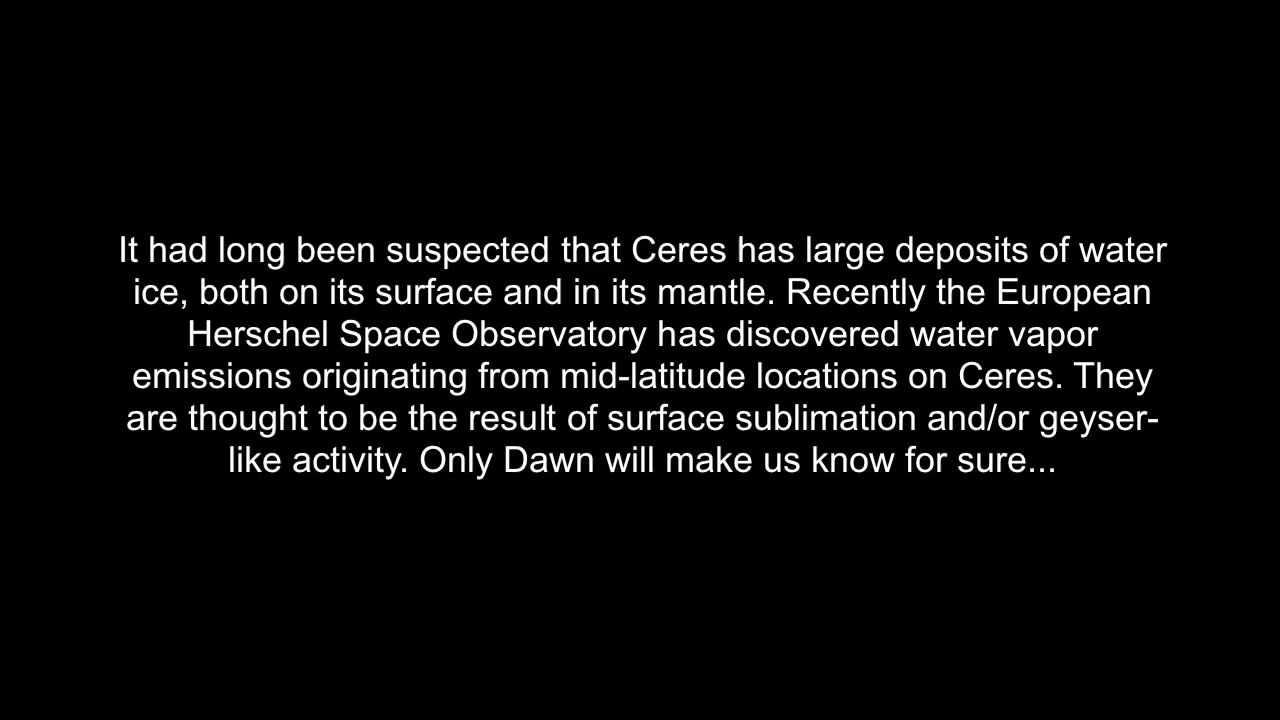 It had long been suspected that Ceres has large deposits of water
ice, both on its surface and in its mantle. Recently the European
Herschel Space Observatory has discovered water vapor
emissions originating from mid-latitude locations on Ceres. They
are thought to be the result of surface sublimation and/or geyser-
like activity. Only Dawn will make us know for sure...